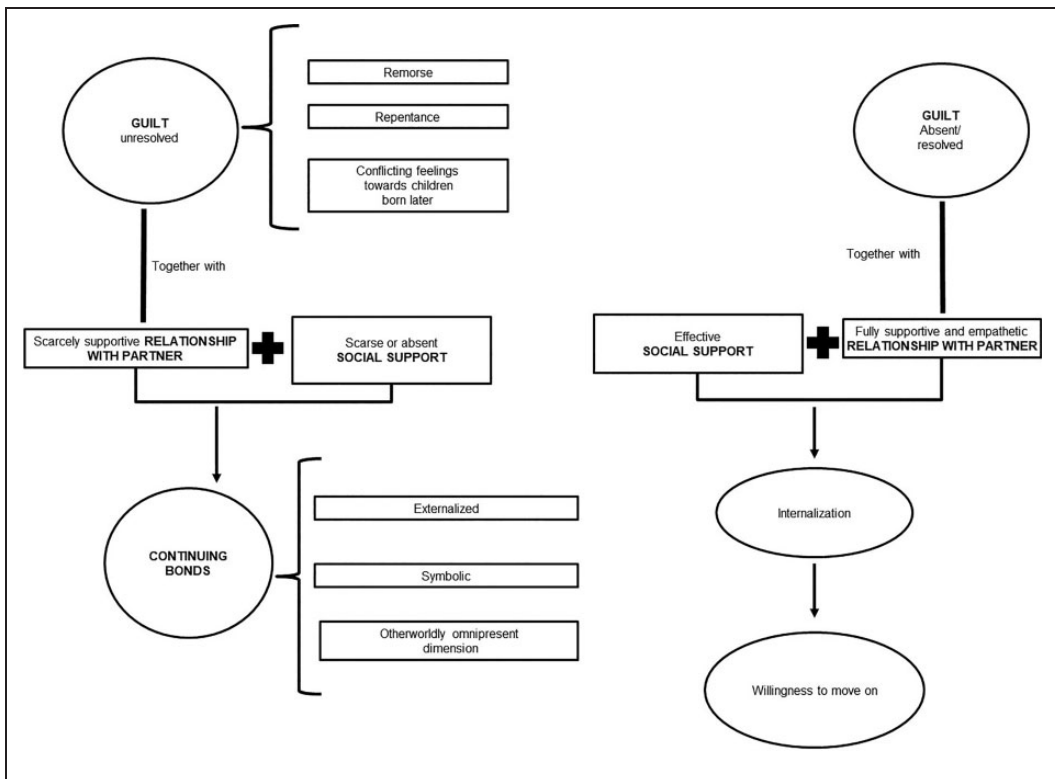 GUILT
unresolved
Remorse
Repentance
Conflicting feelings
towards children
born later
Together with
Scarcely supportive RELATIONSHIP
WITH PARTNER
Scarse or absent
SOCIAL SUPPORT
CONTINUING
BONDS
Externalized
Symbolic
Otherworldly omnipresent
dimension
GUILT
Absent/
resolved
Together with
Effective
SOCIAL SUPPORT
Fully supportive and empathetic
RELATIONSHIP WITH PARTNER
Internalization
Willingness to move on